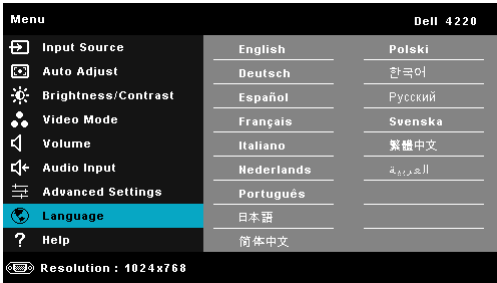 Menu
Dell 4220
Input Source
Auto Adjust
Brightness/Contrast
Video Mode
Volume
Audio Input
Advanced Settings
Language
Help
English
Deutsch
Español
Français
Italiano
Nederlands
Português
日本語
简体中文
Polski
한국어
Русский
Svenska
繁體中文
العربية
Resolution : 1024x768